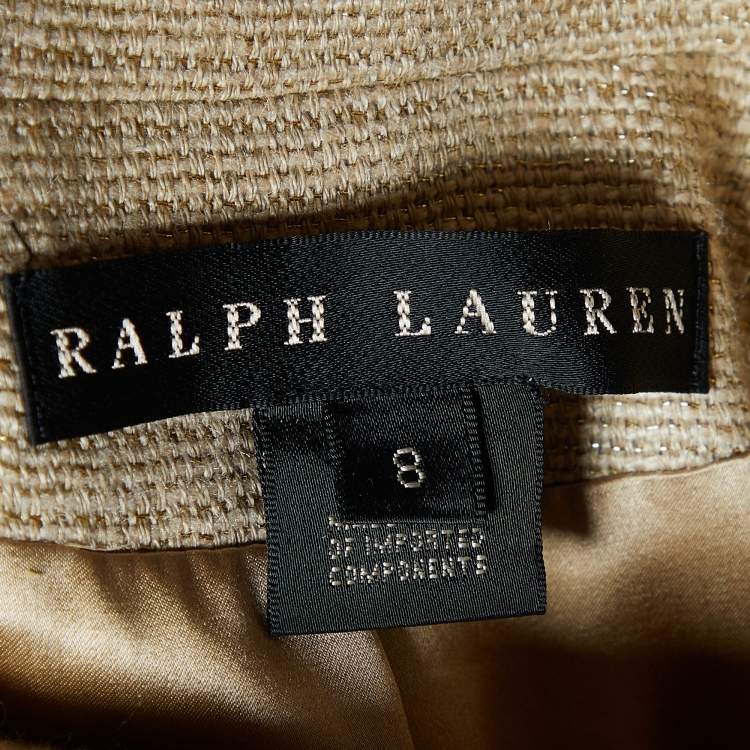 RALPH LAUREN
8
OF IMPORTED
COMPONENTS